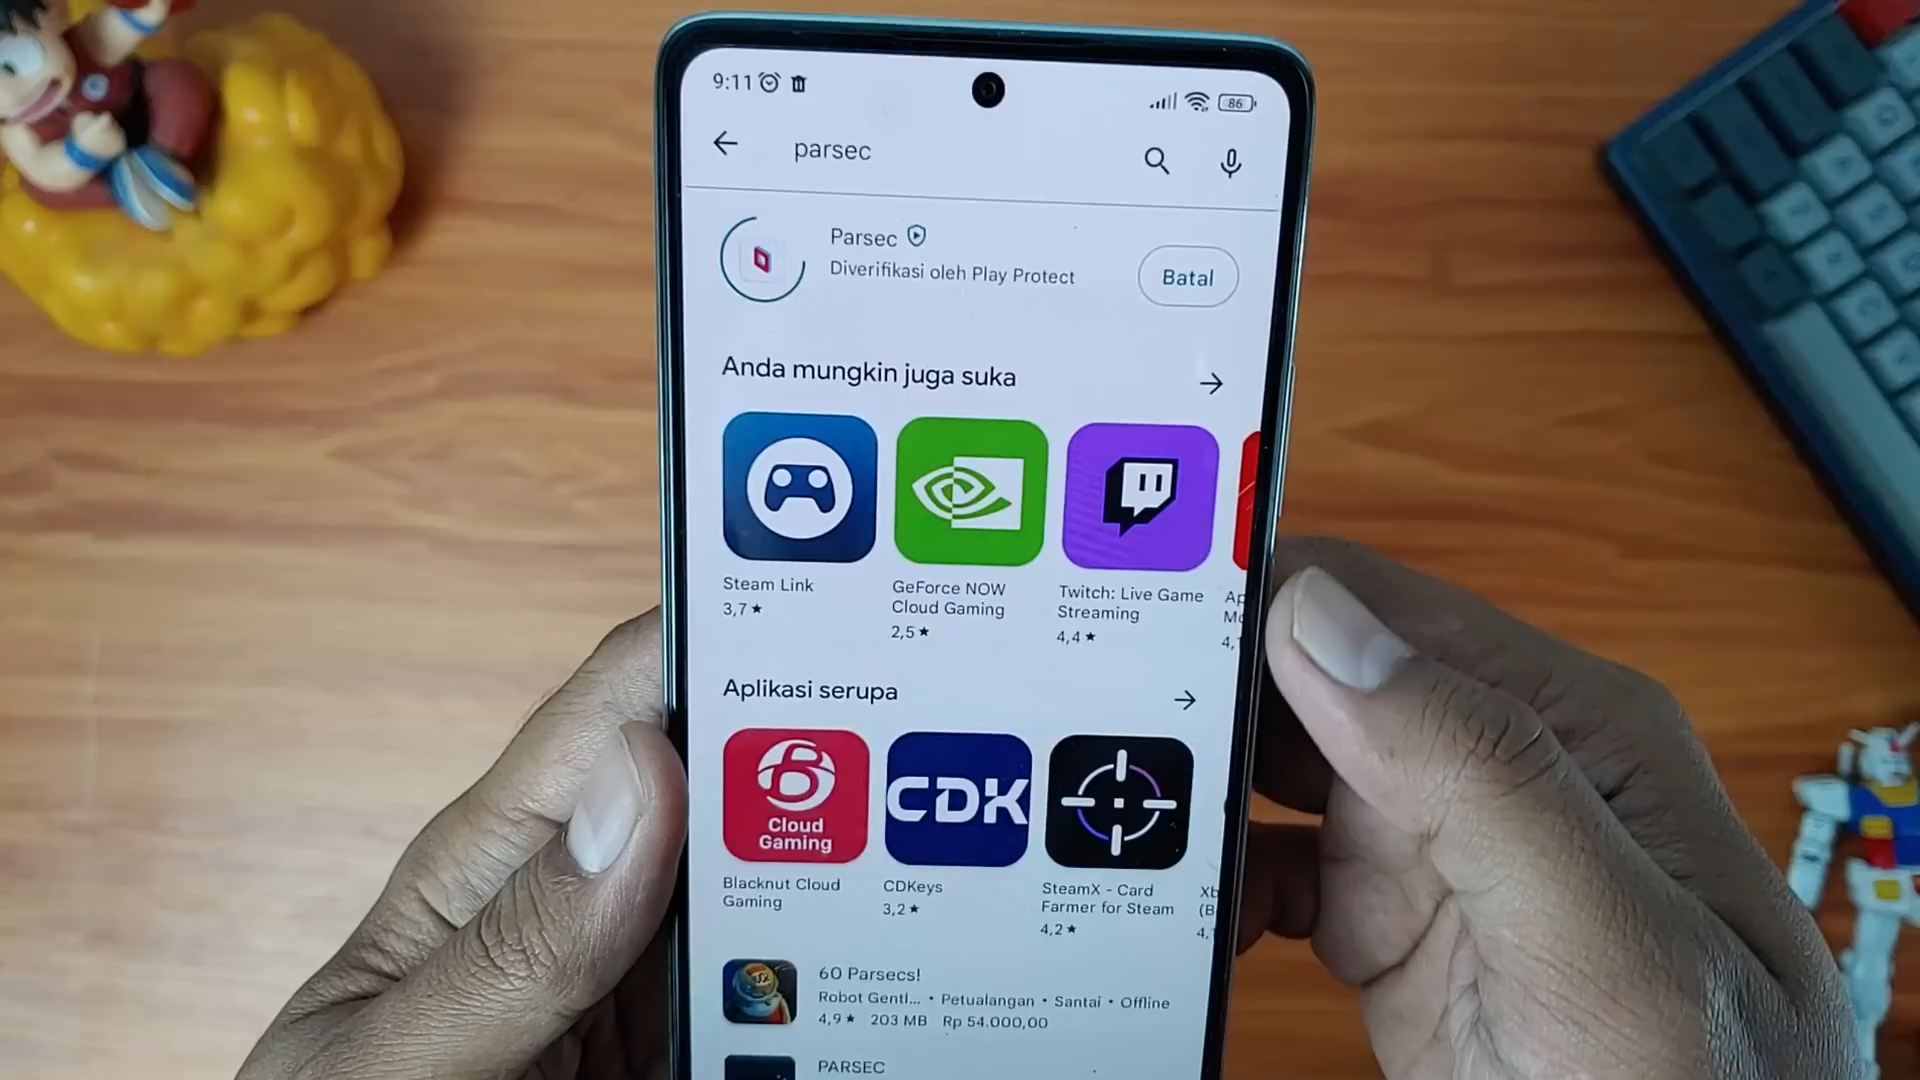 9:11
86
parsec
Parsec
Diverifikasi oleh Play Protect
Batal
Anda mungkin juga suka
Steam Link
3,7 ★
GeForce NOW
Cloud Gaming
2,5 ★
Twitch: Live Game
Streaming
4,4 ★
Aplikasi serupa
Cloud
Gaming
Blacknut Cloud
Gaming
CDK
CDKeys
3,2 ★
SteamX - Card
Farmer for Steam
4,2 ★
60 Parsecs!
Robot Gentl... • Petualangan • Santai • Offline
4,9 ★ 203 MB Rp 54.000,00
PARSEC